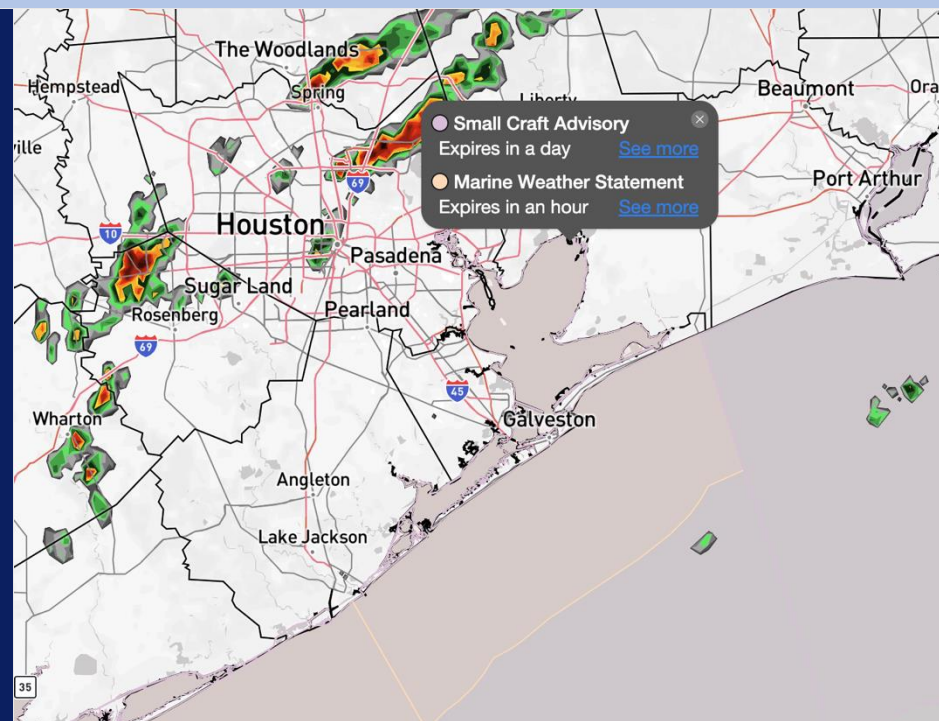 The Woodlands
Hempstead
Spring
Liberty
Beaumont
Ora
ville
Small Craft Advisory
Expires in a day See more
Marine Weather Statement
Expires in an hour See more
69
Port Arthur
10
Houston
Pasadena
Sugar Land
Rosenberg
Pearland
69
45
Wharton
Galveston
Angleton
Lake Jackson
35